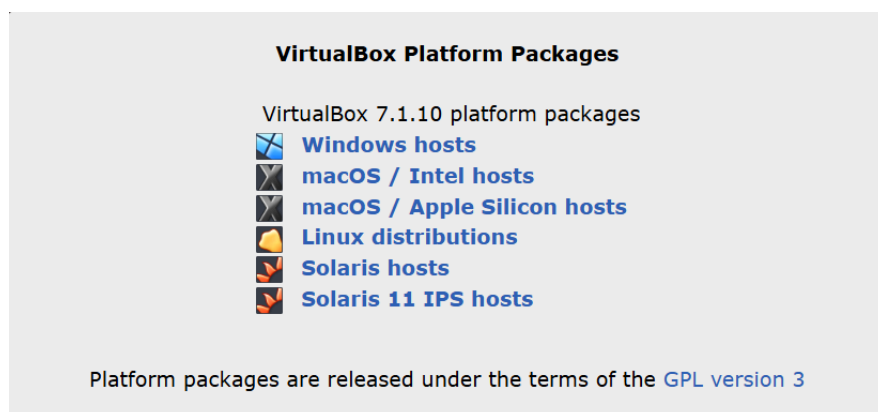 VirtualBox Platform Packages
VirtualBox 7.1.10 platform packages
Windows hosts
macOS / Intel hosts
macOS / Apple Silicon hosts
Linux distributions
Solaris hosts
Solaris 11 IPS hosts
Platform packages are released under the terms of the GPL version 3